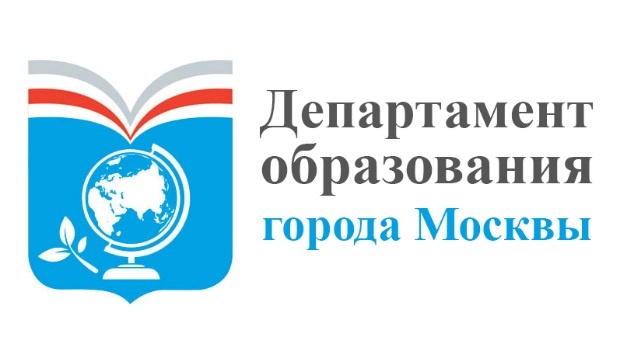 Департамент
образования
города Москвы